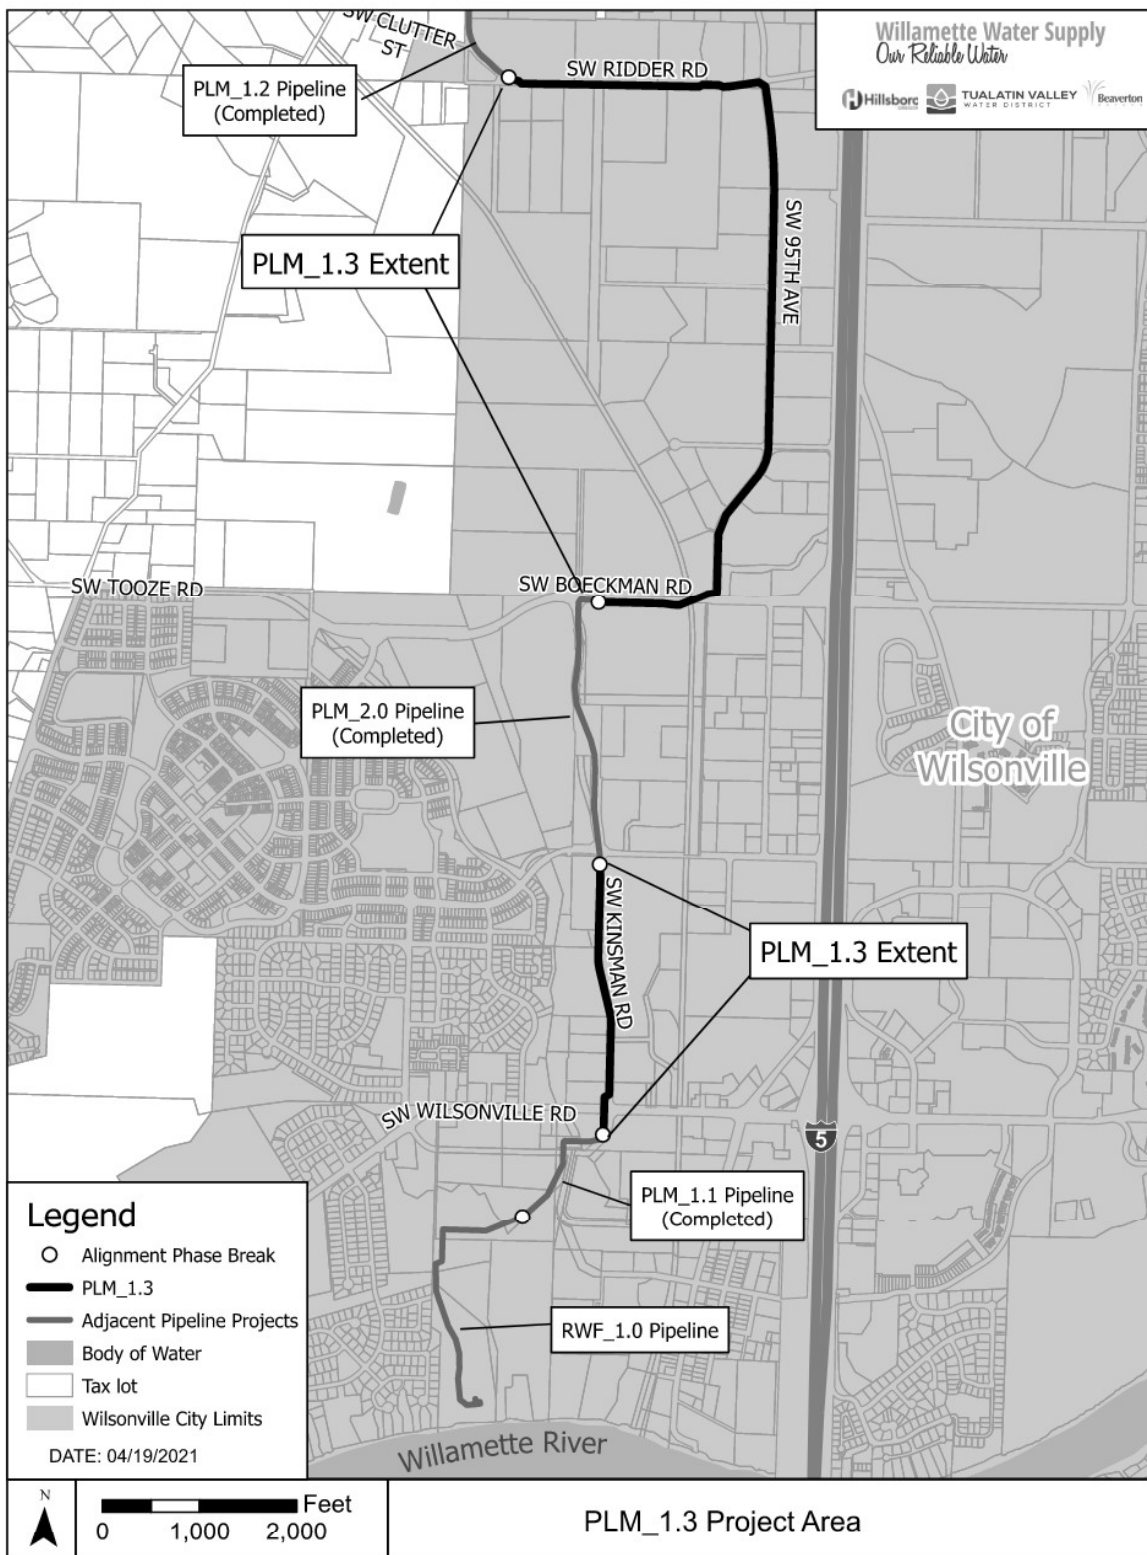 SW CLUTTER
ST
Willamette Water Supply
Our Reliable Water
Hillsboro
TUALATIN VALLEY
WATER DISTRICT
Beaverton
PLM_1.2 Pipeline
(Completed)
SW RIDDER RD
SW 95TH AVE
PLM_1.3 Extent
SW TOOZE RD
SW BOECKMAN RD
PLM_2.0 Pipeline
(Completed)
City of
Wilsonville
SW KINSMAN RD
PLM_1.3 Extent
SW WILSONVILLE RD
5
PLM_1.1 Pipeline
(Completed)
RWF_1.0 Pipeline
Willamette River
Legend
Alignment Phase Break
PLM_1.3
Adjacent Pipeline Projects
Body of Water
Tax lot
Wilsonville City Limits
DATE: 04/19/2021
N
Feet
0 1,000 2,000
PLM_1.3 Project Area